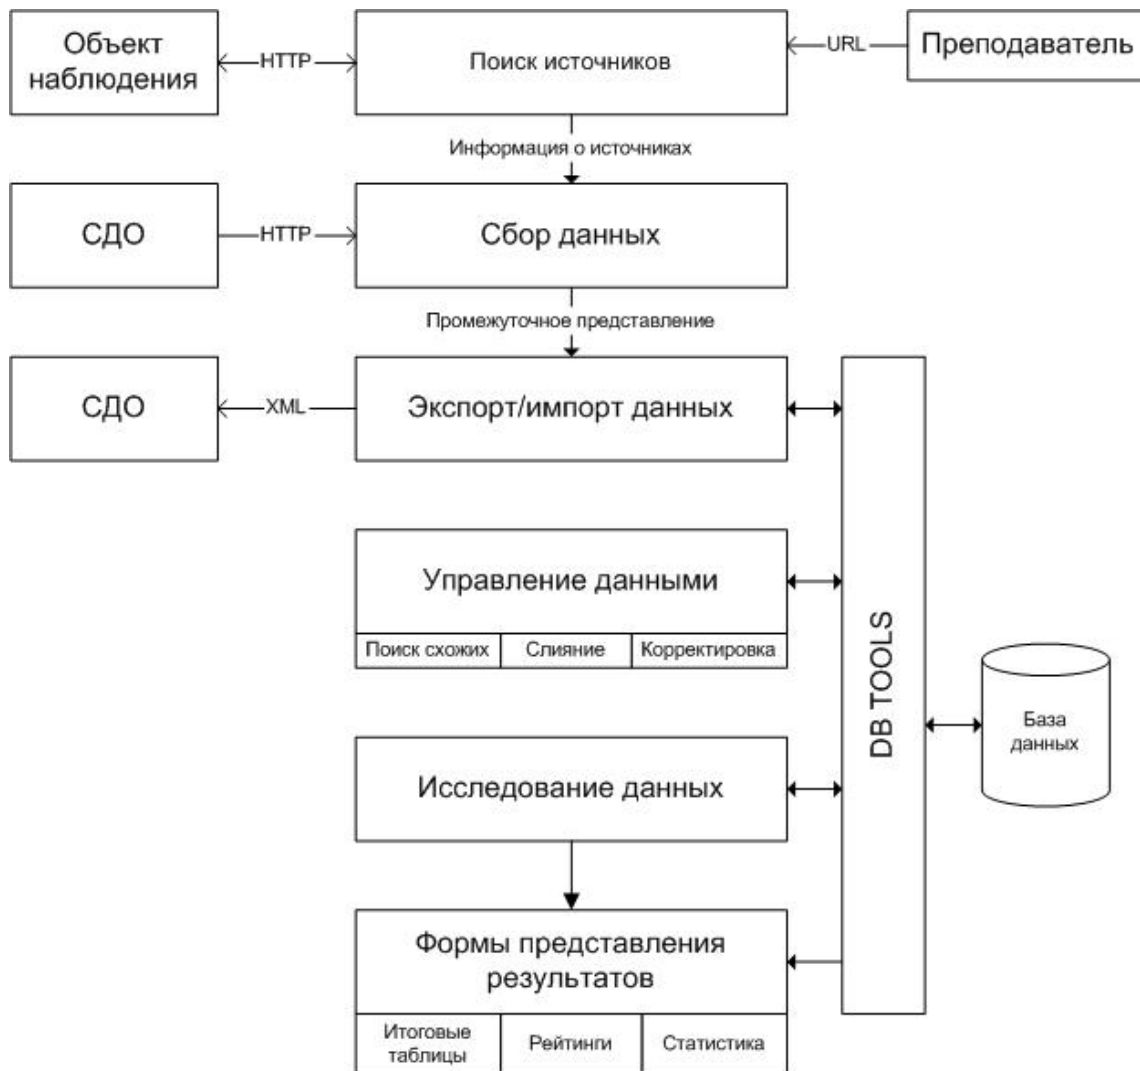 Объект
наблюдения
HTTP
Поиск источников
URL
Преподаватель
Информация о источниках
СДО
HTTP
Сбор данных
Промежуточное представление
СДО
XML
Экспорт/импорт данных
Управление данными
Поиск схожих
Слияние
Корректировка
DB TOOLS
База
данных
Исследование данных
Формы представления
результатов
Итоговые
таблицы
Рейтинги
Статистика